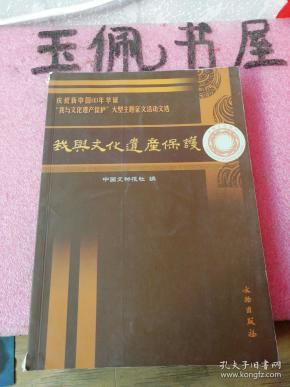 玉佩书屋
庆祝新中国60年华诞
“我与文化遗产保护”大型主题征文活动文选
我與文化遺產保護
中国文物报社 编
文物出版社
孔夫子旧书网